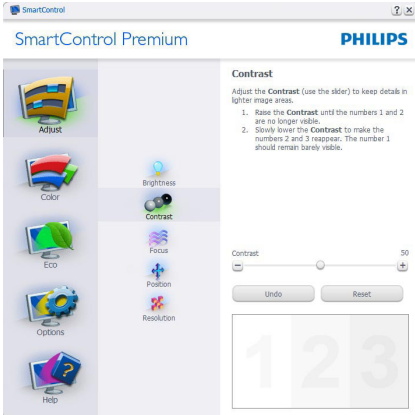 SmartControl
SmartControl Premium
PHILIPS
Adjust
Color
Eco
Options
Help
Brightness
Contrast
Focus
Position
Resolution
Contrast
Adjust the Contrast (use the slider) to keep details in
lighter image areas.
1. Raise the Contrast until the numbers 1 and 2
are no longer visible.
2. Slowly lower the Contrast to make the
numbers 2 and 3 reappear. The number 1
should remain barely visible.
Contrast 50
Undo Reset
1 2 3